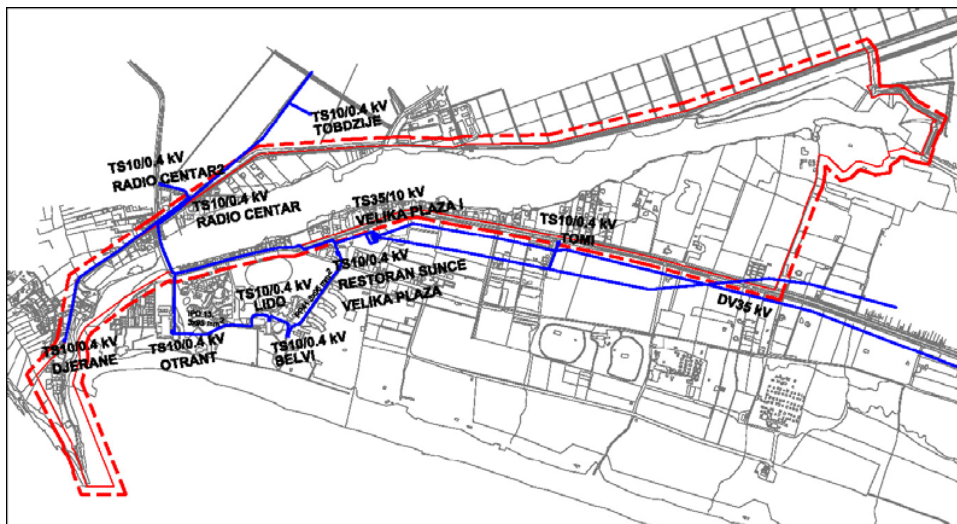 TS10/0.4 kV
TOBDZIJE
TS10/0.4 kV
RADIO CENTAR2
TS10/0.4 kV
RADIO CENTAR
TS35/10 kV
VELIKA PLAZA I
TS10/0.4 kV
TOMI
TS10/0.4 kV
RESTORAN SUNCE
VELIKA PLAZA
TS10/0.4 kV
LIDO
DV35 kV
TS10/0.4 kV
DJERANE
TS10/0.4 kV
OTRANT
TS10/0.4 kV
BELVI